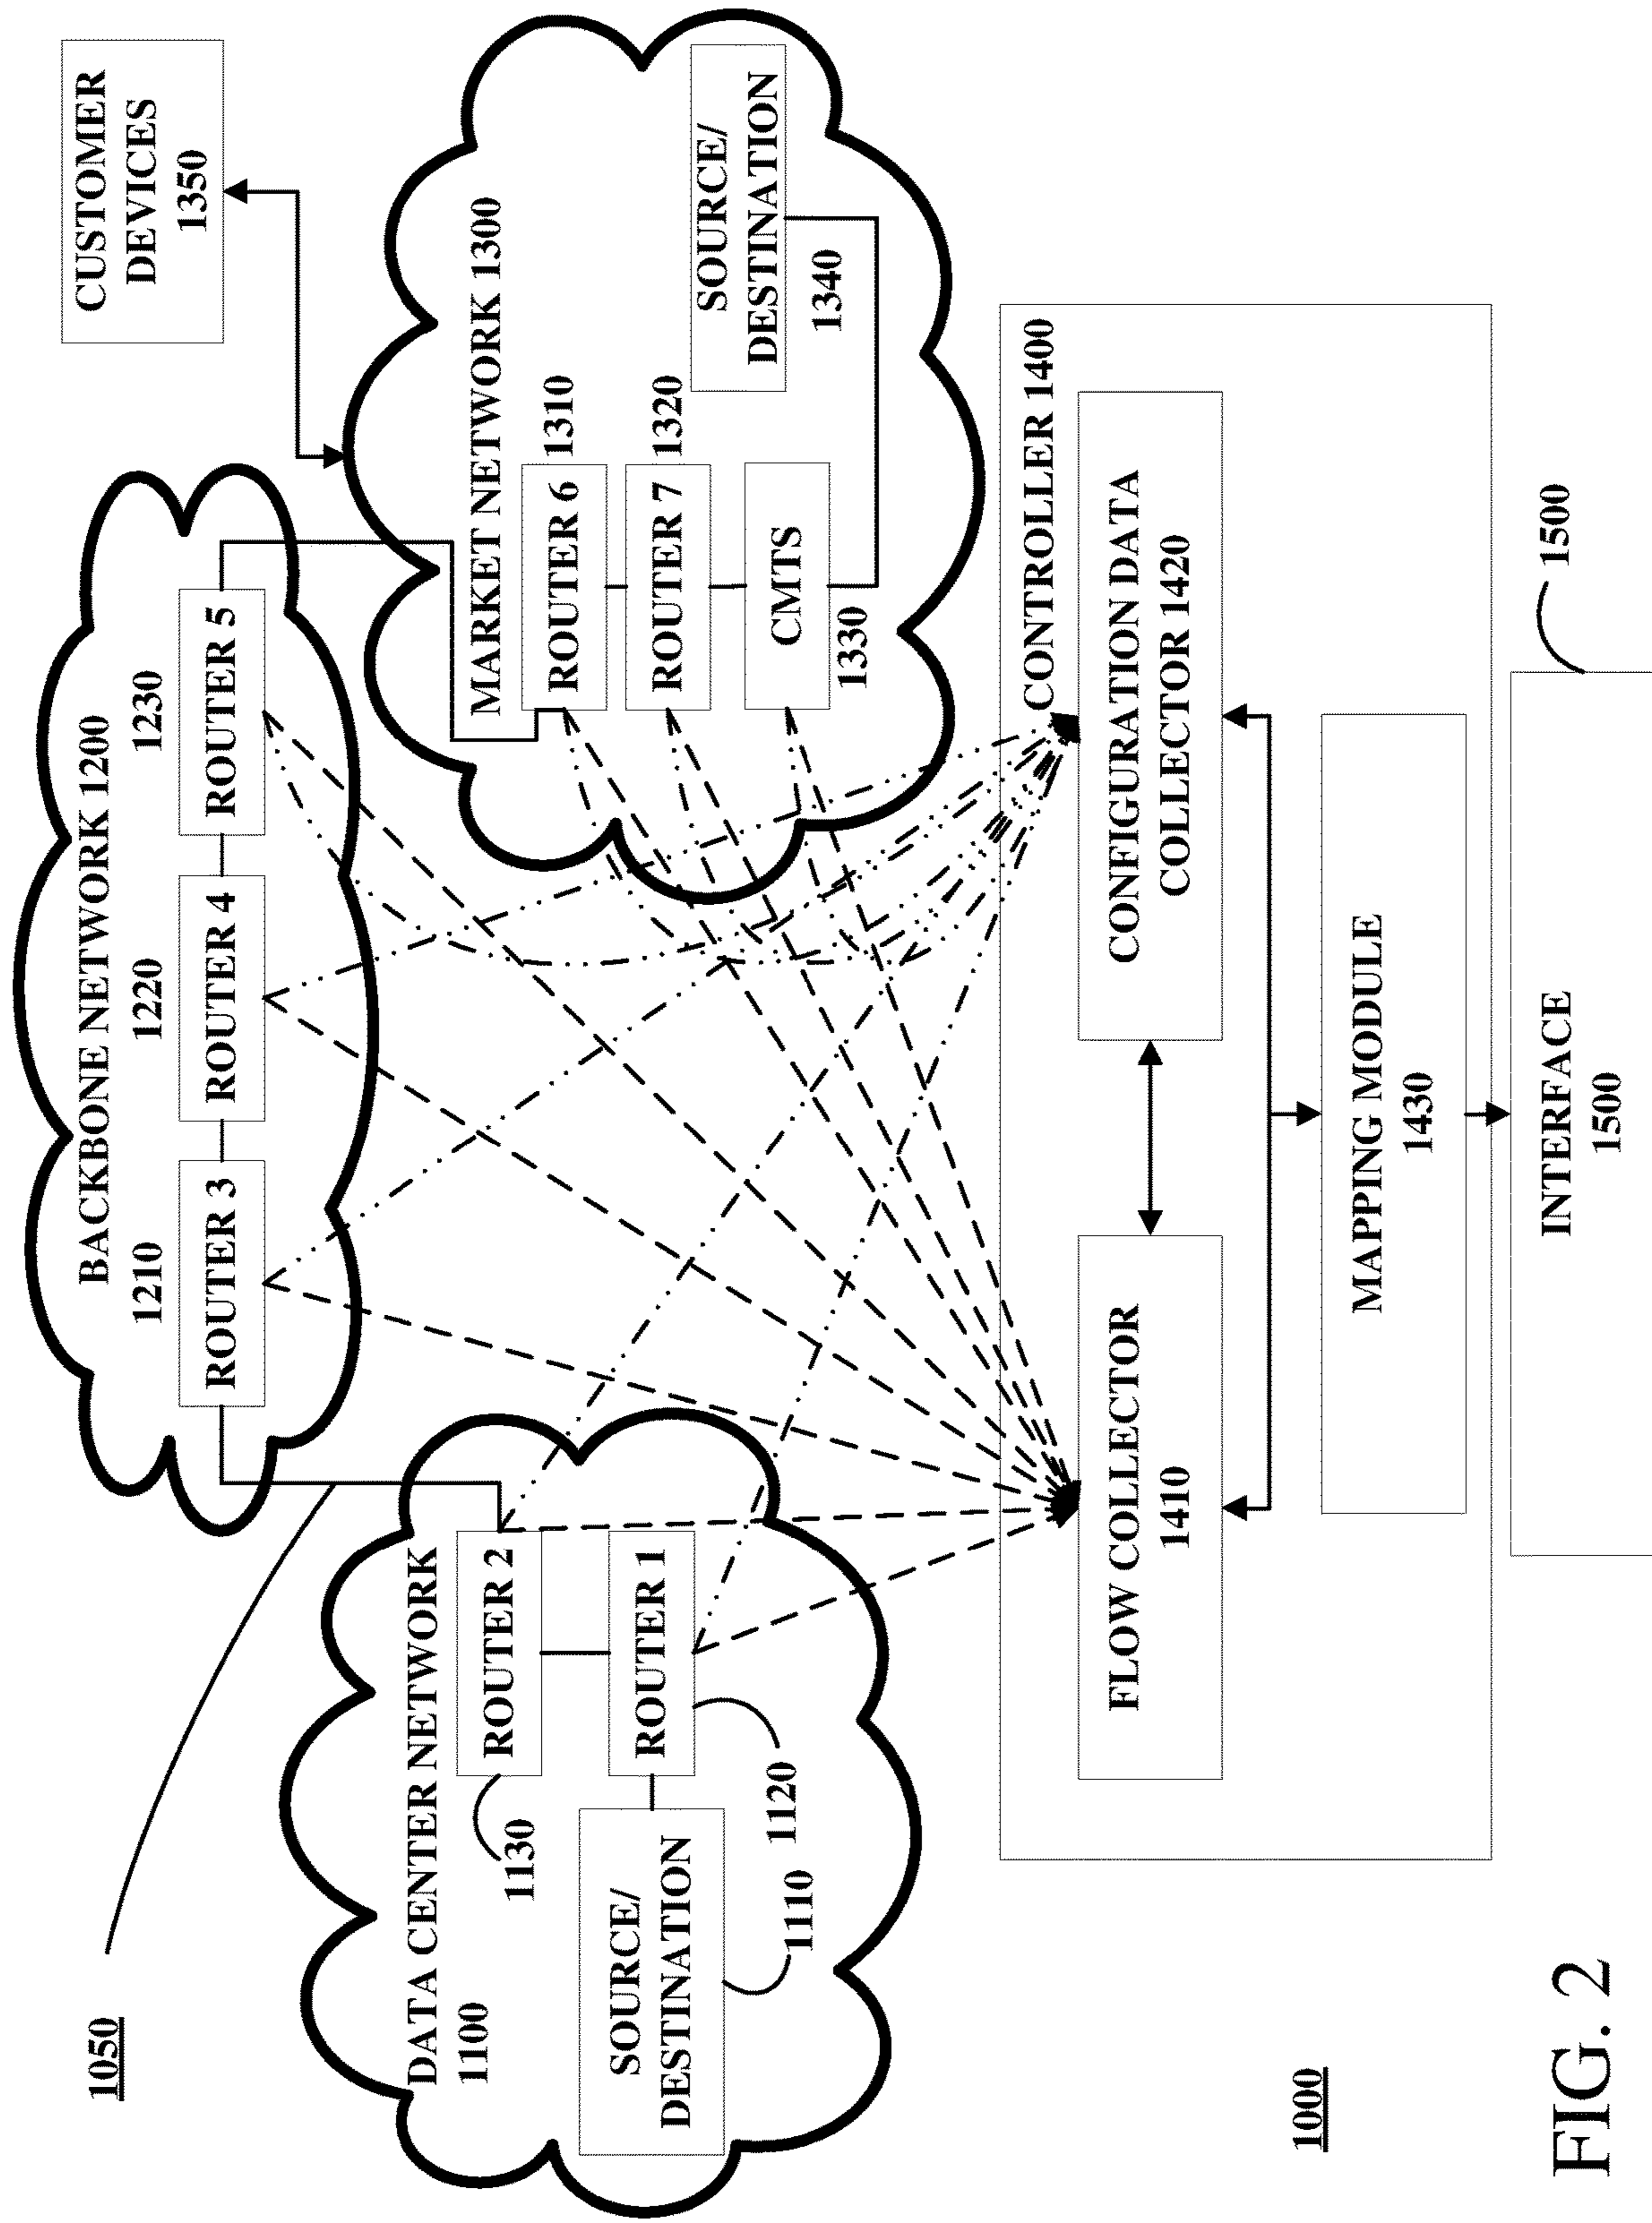 1050
BACKBONE NETWORK 1200
1210
1220
1230
ROUTER 3
ROUTER 4
ROUTER 5
CUSTOMER
DEVICES
1350
DATA CENTER NETWORK
1100
ROUTER 2
1130
ROUTER 1
1120
SOURCE/
DESTINATION
1110
MARKET NETWORK 1300
ROUTER 6
1310
ROUTER 7
1320
CMTS
1330
SOURCE/
DESTINATION
1340
CONTROLLER 1400
FLOW COLLECTOR
1410
CONFIGURATION DATA
COLLECTOR 1420
MAPPING MODULE
1430
1000
INTERFACE
1500
1500
FIG. 2